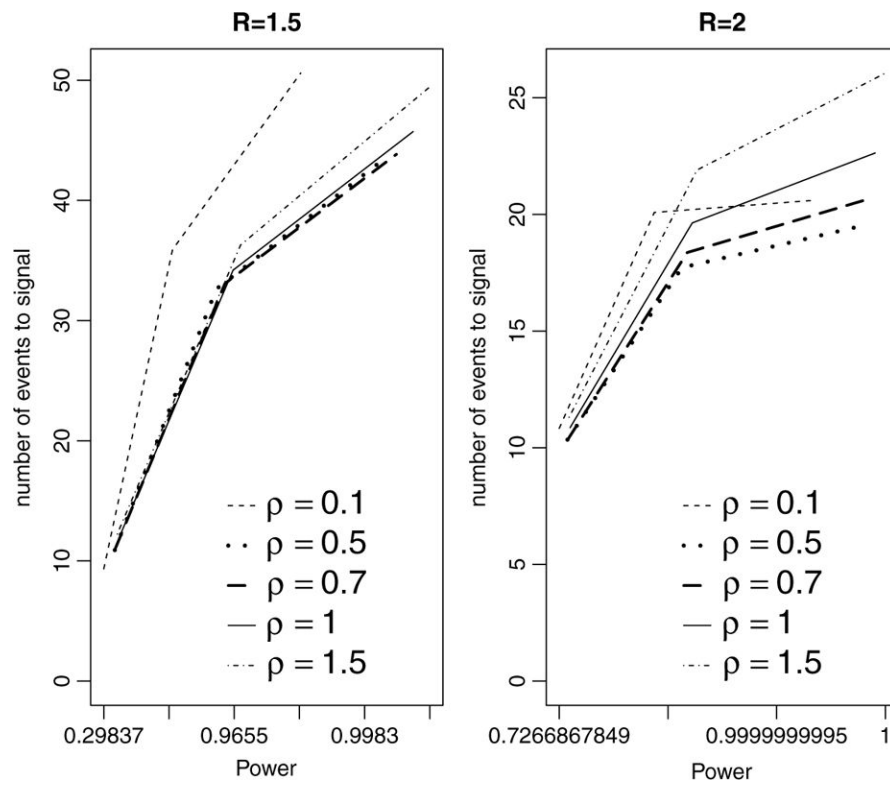 R=1.5
number of events to signal
50
40
30
20
10
0
ρ = 0.1
ρ = 0.5
ρ = 0.7
ρ = 1
ρ = 1.5
0.29837
0.9655
0.9983
Power
R=2
number of events to signal
25
20
15
10
5
0
ρ = 0.1
ρ = 0.5
ρ = 0.7
ρ = 1
ρ = 1.5
0.7266867849
0.9999999995
1
Power